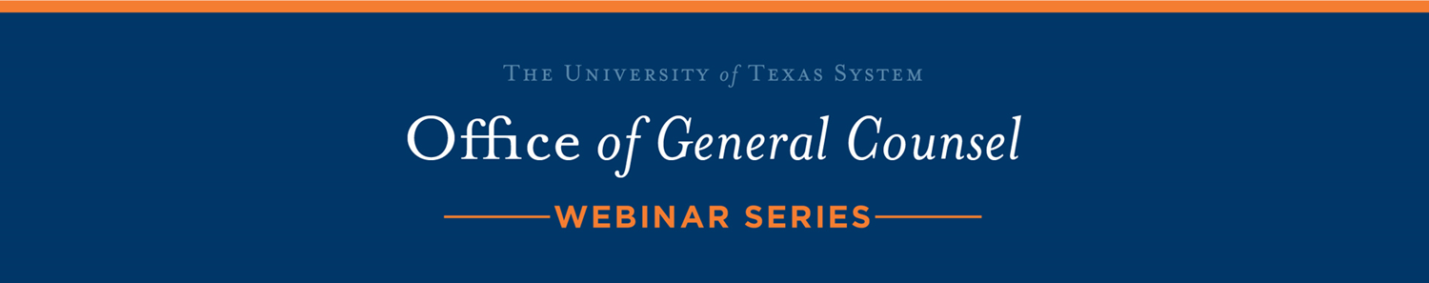 The University of Texas System
Office of General Counsel
WEBINAR SERIES